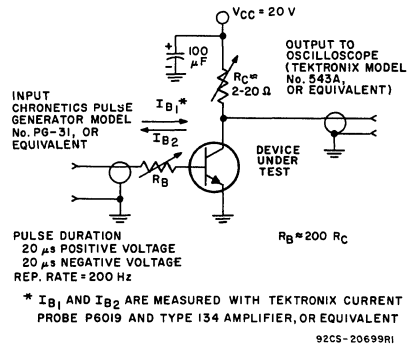 VCC = 20 V
+
100
µF
-
RC≈
2-20 Ω
OUTPUT TO
OSCILLOSCOPE
(TEKTRONIX MODEL
No. 543A,
OR EQUIVALENT)
INPUT
CHRONETICS PULSE
GENERATOR MODEL
No. PG-31, OR
EQUIVALENT
IB1*
IB2
RB
DEVICE
UNDER
TEST
PULSE DURATION
20 µs POSITIVE VOLTAGE
20 µs NEGATIVE VOLTAGE
REP. RATE = 200 Hz
RB≈200 RC
* IB1 AND IB2 ARE MEASURED WITH TEKTRONIX CURRENT
PROBE P6019 AND TYPE 134 AMPLIFIER, OR EQUIVALENT
92CS-20699R1